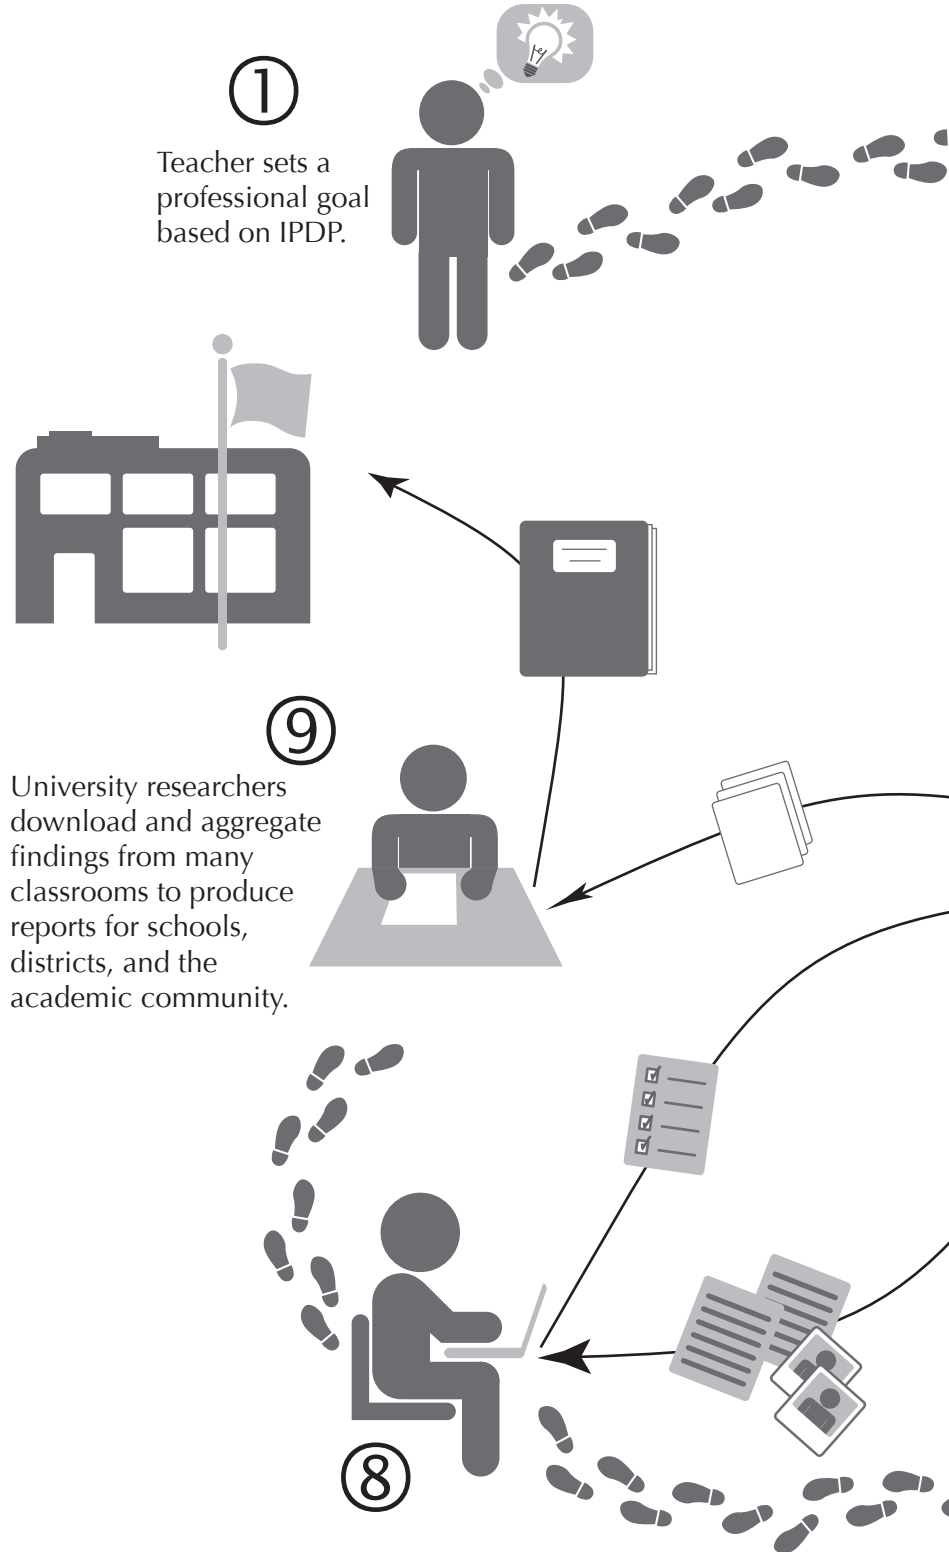 ①
Teacher sets a
professional goal
based on IPDP.
⑨
University researchers
download and aggregate
findings from many
classrooms to produce
reports for schools,
districts, and the
academic community.
⑧